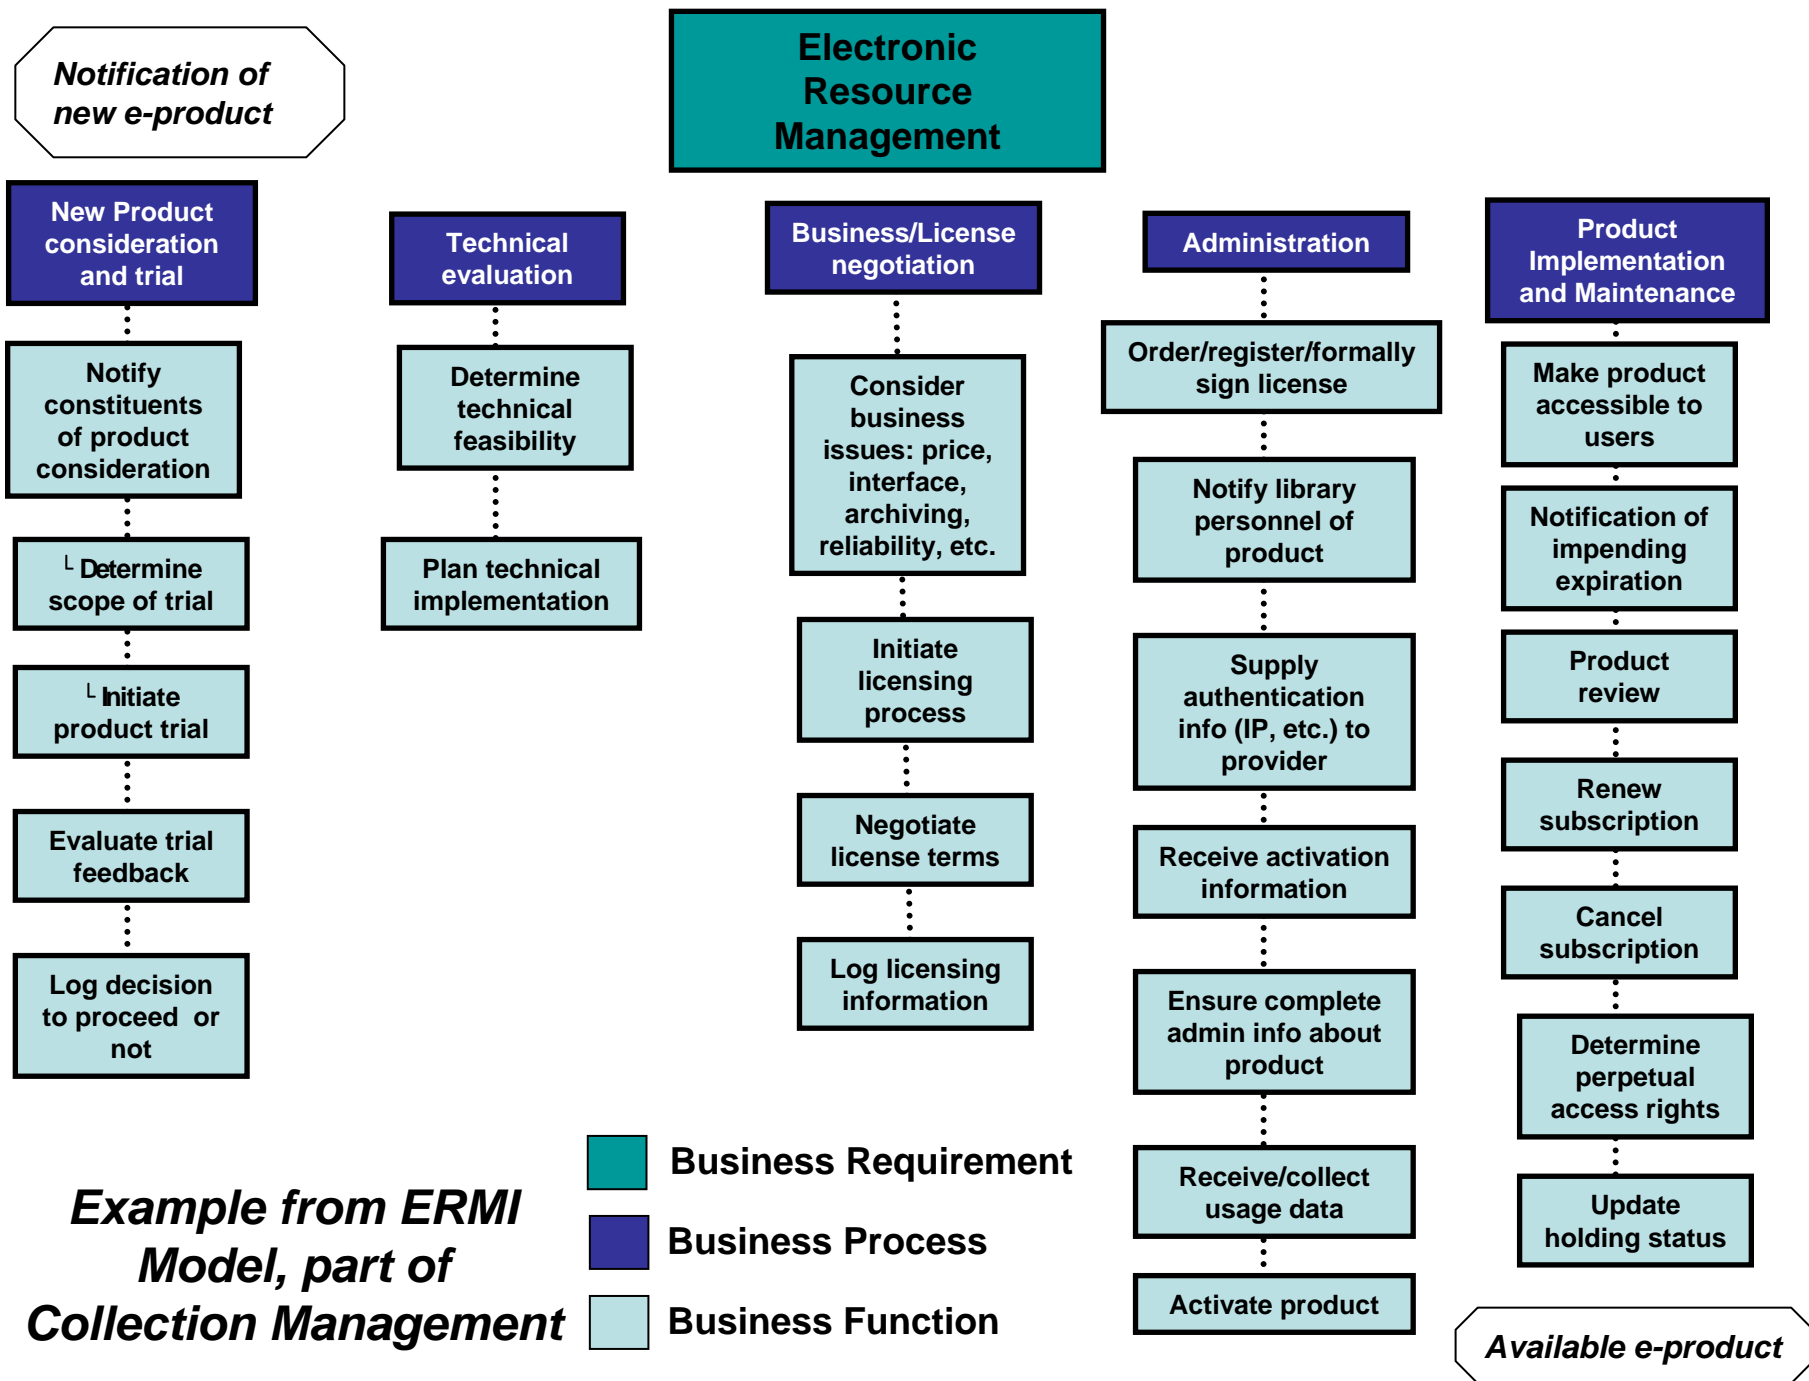 Notification of
new e-product
Electronic
Resource
Management
New Product
consideration
and trial
Notify
constituents
of product
consideration
└ Determine
scope of trial
└ Initiate
product trial
Evaluate trial
feedback
Log decision
to proceed or
not
Technical
evaluation
Determine
technical
feasibility
Plan technical
implementation
Business/License
negotiation
Consider
business
issues: price,
interface,
archiving,
reliability, etc.
Initiate
licensing
process
Negotiate
license terms
Log licensing
information
Administration
Order/register/formally
sign license
Notify library
personnel of
product
Supply
authentication
info (IP, etc.) to
provider
Receive activation
information
Ensure complete
admin info about
product
Receive/collect
usage data
Activate product
Product
Implementation
and Maintenance
Make product
accessible to
users
Notification of
impending
expiration
Product
review
Renew
subscription
Cancel
subscription
Determine
perpetual
access rights
Update
holding status
Available e-product
Example from ERMI
Model, part of
Collection Management
Business Requirement
Business Process
Business Function